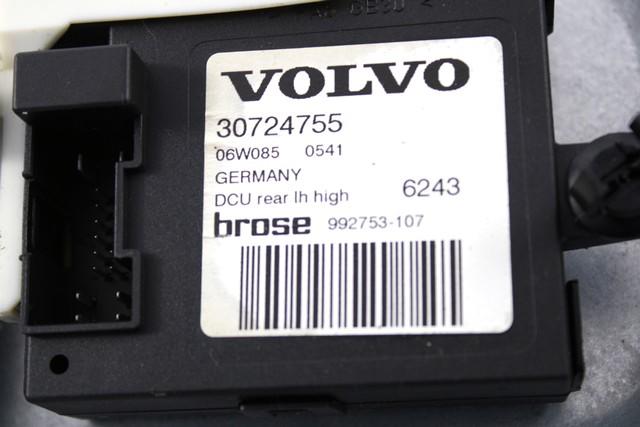 VOLVO
30724755
06W085 0541
GERMANY
DCU rear lh high 6243
brose 992753-107